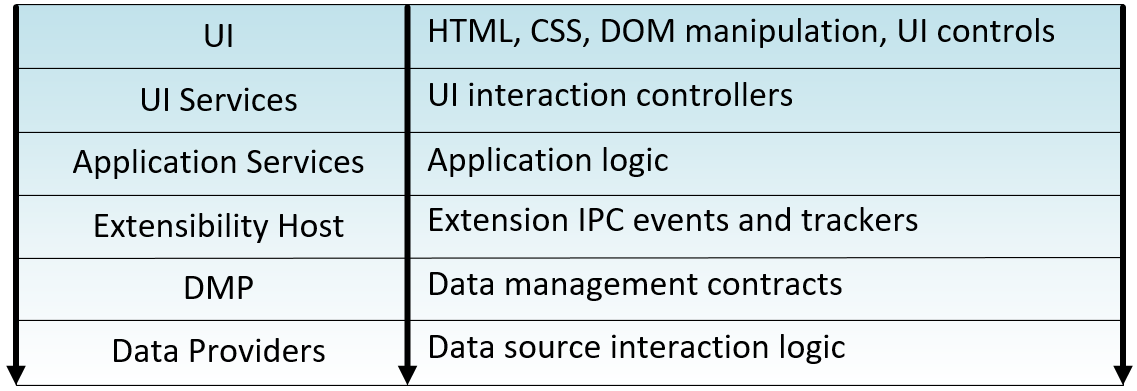 UI
HTML, CSS, DOM manipulation, UI controls
UI Services
UI interaction controllers
Application Services
Application logic
Extensibility Host
Extension IPC events and trackers
DMP
Data management contracts
Data Providers
Data source interaction logic